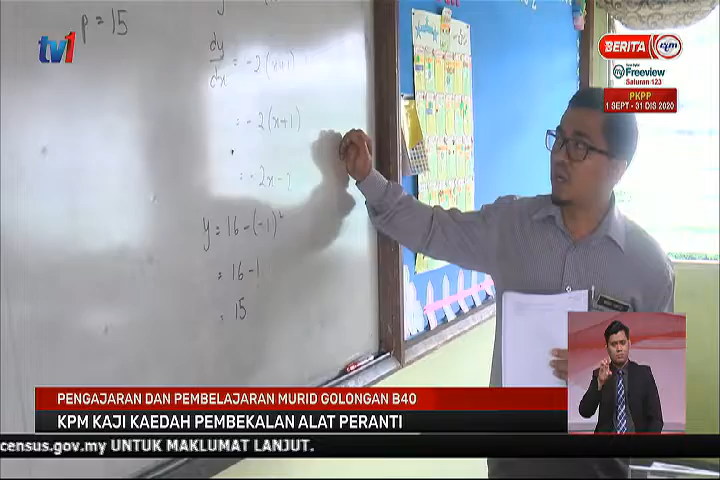 p = 15
tv1
BERITA rtm
my Freeview
Saluran 123
PKPP
1 SEPT - 31 DIS 2020
dy/dx = -2(x+1)
= -2(x+1)
= -2x-2
y = 16-(-1)²
= 16-1
= 15
PENGAJARAN DAN PEMBELAJARAN MURID GOLONGAN B40
KPM KAJI KAEDAH PEMBEKALAN ALAT PERANTI
census.gov.my UNTUK MAKLUMAT LANJUT.